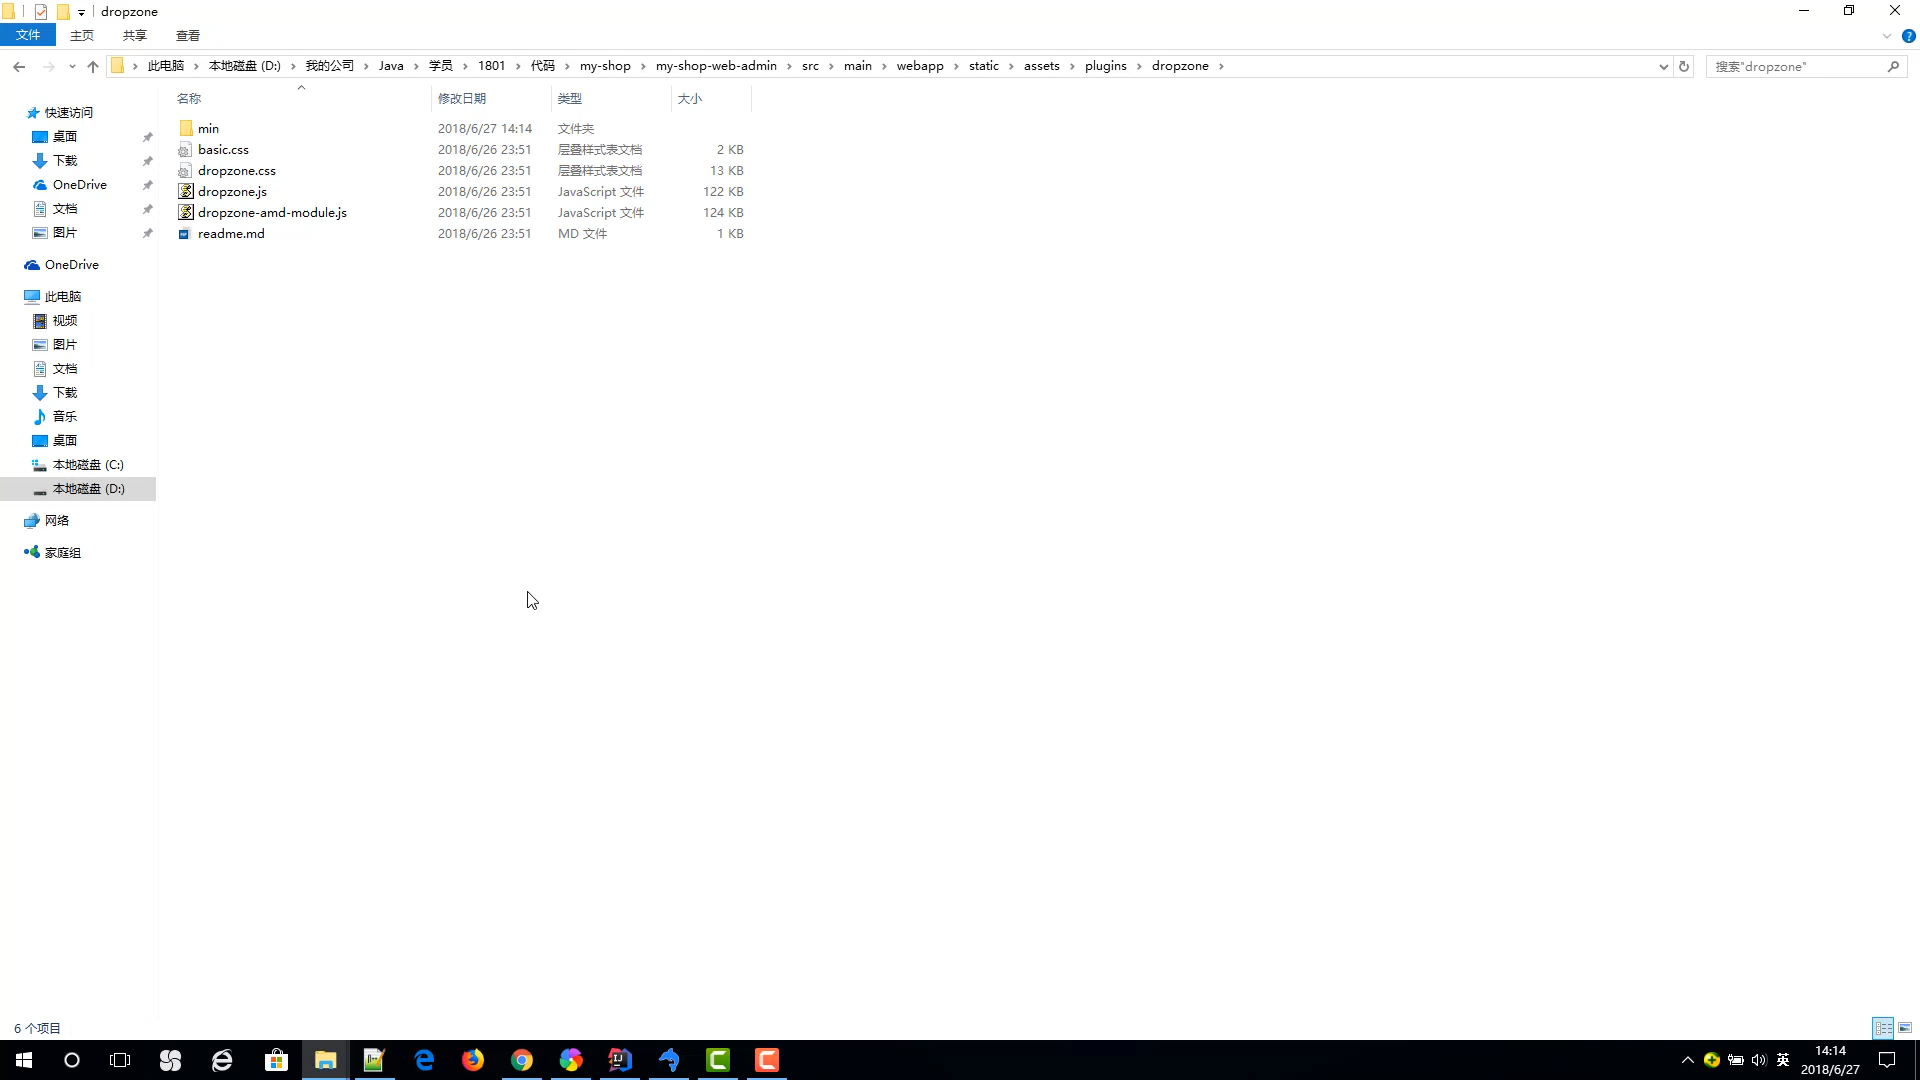 dropzone
文件 主页 共享 查看
此电脑 本地磁盘 (D:) 我的公司 Java 学员 1801 代码 my-shop my-shop-web-admin src main webapp static assets plugins dropzone 搜索"dropzone"
名称 修改日期 类型 大小
min 2018/6/27 14:14 文件夹
basic.css 2018/6/26 23:51 层叠样式表文档 2 KB
dropzone.css 2018/6/26 23:51 层叠样式表文档 13 KB
dropzone.js 2018/6/26 23:51 JavaScript 文件 122 KB
dropzone-amd-module.js 2018/6/26 23:51 JavaScript 文件 124 KB
readme.md 2018/6/26 23:51 MD 文件 1 KB
快速访问
桌面
下载
OneDrive
文档
图片
OneDrive
此电脑
视频
图片
文档
下载
音乐
桌面
本地磁盘 (C:)
本地磁盘 (D:)
网络
家庭组
6 个项目
英
14:14
2018/6/27